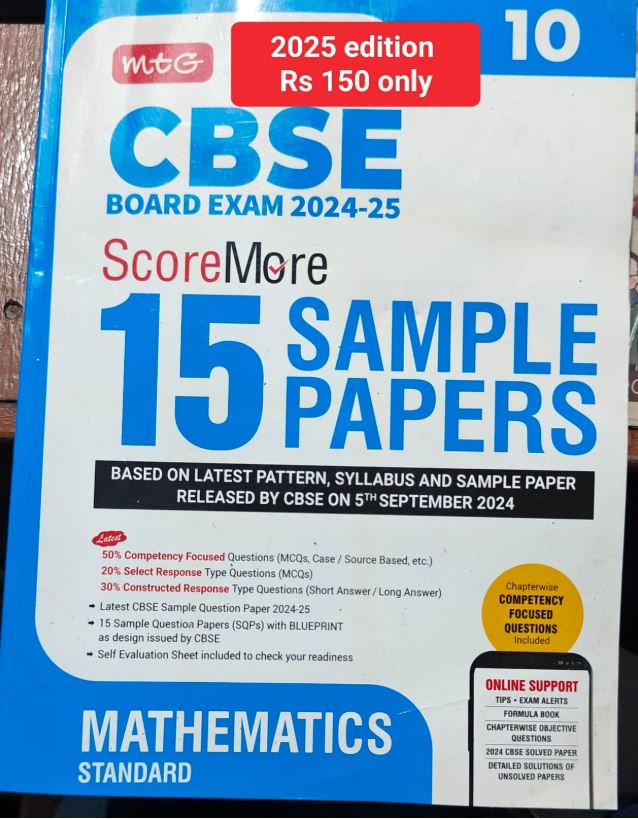 10
mtG
2025 edition
Rs 150 only
CBSE
BOARD EXAM 2024-25
ScoreMore
15 SAMPLE
PAPERS
BASED ON LATEST PATTERN, SYLLABUS AND SAMPLE PAPER
RELEASED BY CBSE ON 5TH SEPTEMBER 2024
Latest
50% Competency Focused Questions (MCQs, Case / Source Based, etc.)
20% Select Response Type Questions (MCQs)
30% Constructed Response Type Questions (Short Answer / Long Answer)
➡ Latest CBSE Sample Question Paper 2024-25
➡ 15 Sample Question Papers (SQPs) with BLUEPRINT
as design issued by CBSE
➡ Self Evaluation Sheet included to check your readiness
Chapterwise
COMPETENCY
FOCUSED
QUESTIONS
Included
ONLINE SUPPORT
TIPS • EXAM ALERTS
FORMULA BOOK
CHAPTERWISE OBJECTIVE
QUESTIONS
2024 CBSE SOLVED PAPER
DETAILED SOLUTIONS OF
UNSOLVED PAPERS
MATHEMATICS
STANDARD